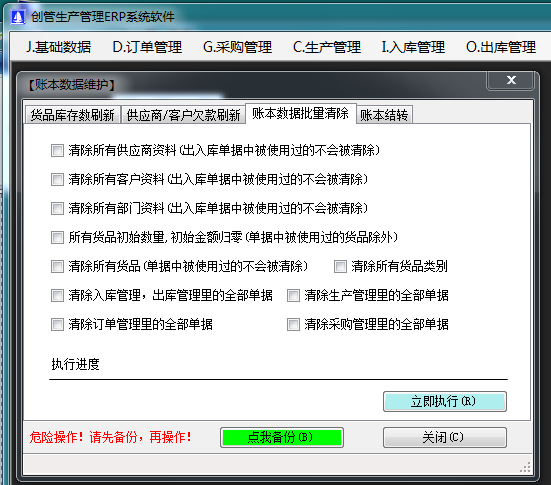 创管生产管理ERP系统软件
J.基础数据 D.订单管理 G.采购管理 C.生产管理 I.入库管理 O.出库管理
【账本数据维护】
货品库存数刷新 供应商/客户欠款刷新 账本数据批量清除 账本结转
清除所有供应商资料(出入库单据中被使用过的不会被清除)
清除所有客户资料(出入库单据中被使用过的不会被清除)
清除所有部门资料(出入库单据中被使用过的不会被清除)
所有货品初始数量,初始金额归零(单据中被使用过的货品除外)
清除所有货品(单据中被使用过的不会被清除) 清除所有货品类别
清除入库管理，出库管理里的全部单据 清除生产管理里的全部单据
清除订单管理里的全部单据 清除采购管理里的全部单据
执行进度
立即执行(R)
危险操作！请先备份，再操作！ 点我备份(B) 关闭(C)